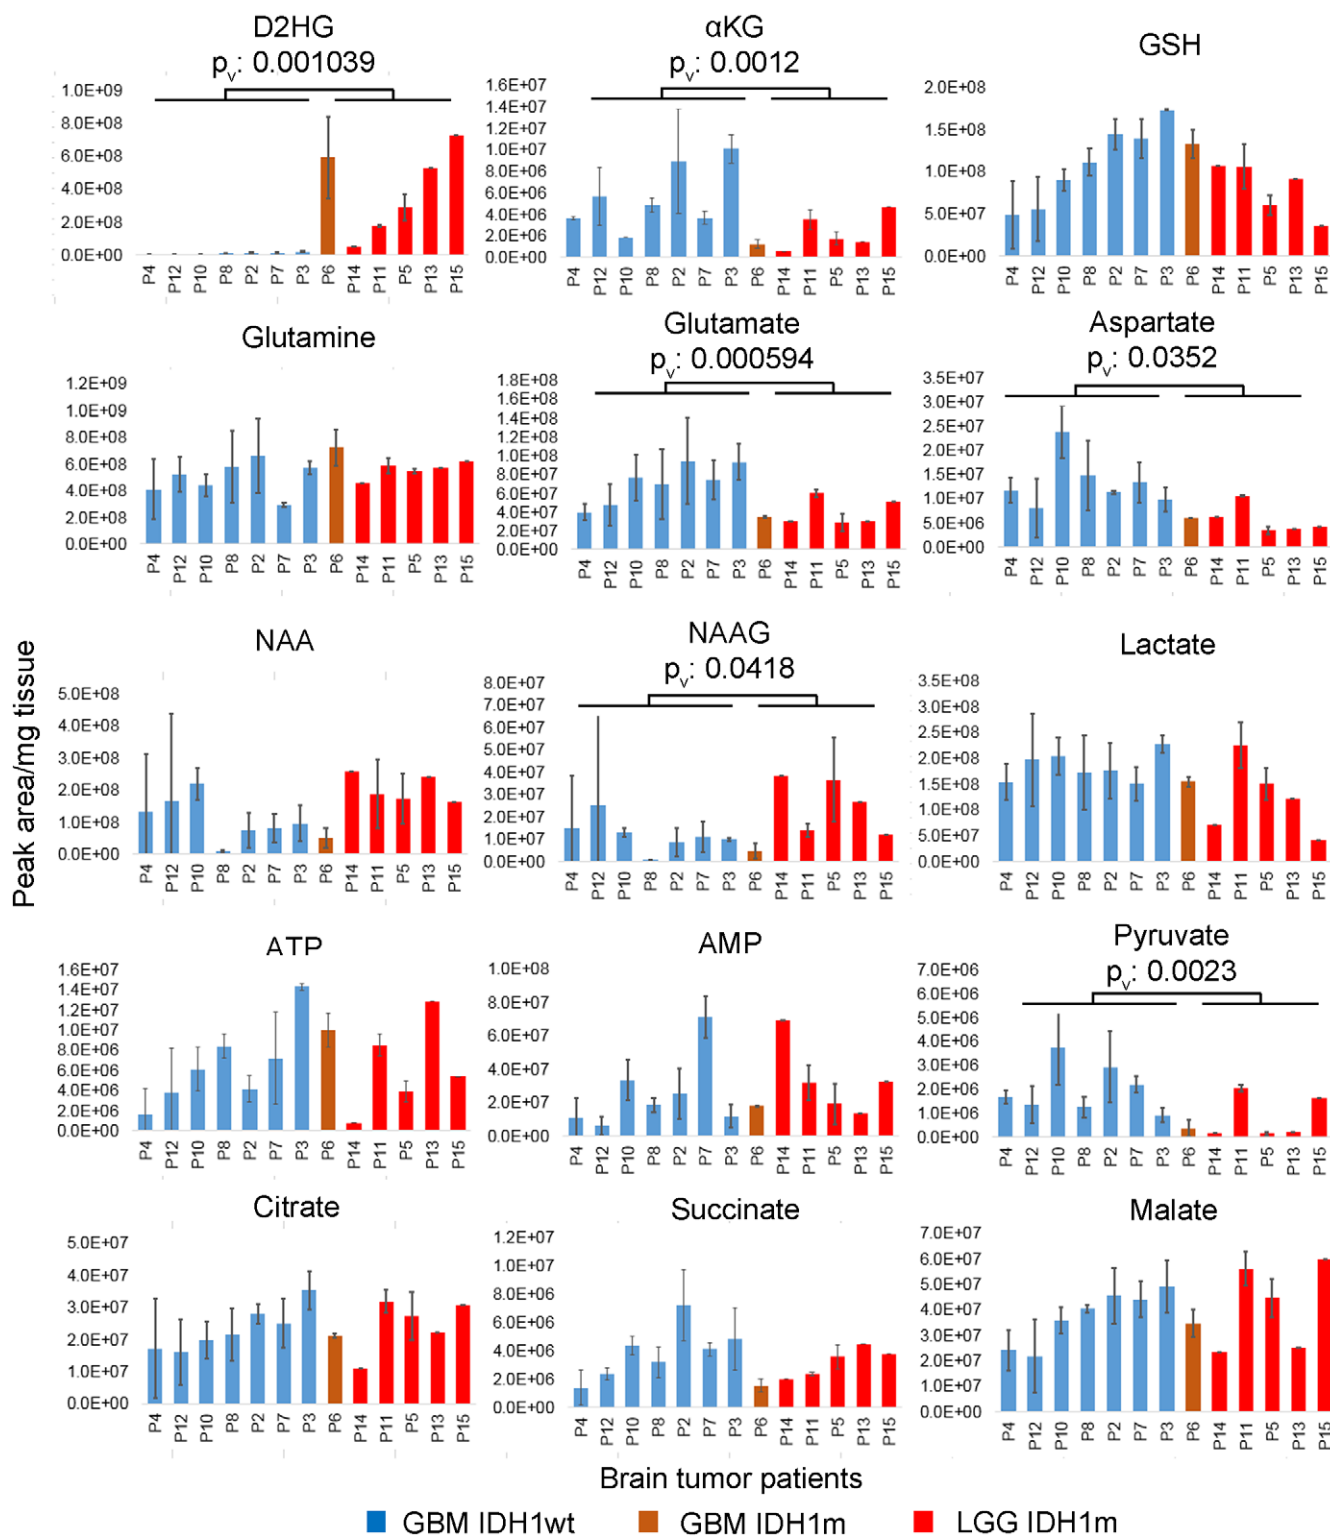 D2HG
pv: 0.001039
1.0E+09
8.0E+08
6.0E+08
4.0E+08
2.0E+08
0.0E+00
P4 P12 P10 P8 P2 P7 P3 P6 P14 P11 P5 P13 P15
αKG
pv: 0.0012
1.6E+07
1.4E+07
1.2E+07
1.0E+07
8.0E+06
6.0E+06
4.0E+06
2.0E+06
0.0E+00
P4 P12 P10 P8 P2 P7 P3 P6 P14 P11 P5 P13 P15
GSH
2.0E+08
1.5E+08
1.0E+08
5.0E+07
0.0E+00
P4 P12 P10 P8 P2 P7 P3 P6 P14 P11 P5 P13 P15
Glutamine
1.2E+09
1.0E+09
8.0E+08
6.0E+08
4.0E+08
2.0E+08
0.0E+00
P4 P12 P10 P8 P2 P7 P3 P6 P14 P11 P5 P13 P15
Glutamate
pv: 0.000594
1.8E+08
1.6E+08
1.4E+08
1.2E+08
1.0E+08
8.0E+07
6.0E+07
4.0E+07
2.0E+07
0.0E+00
P4 P12 P10 P8 P2 P7 P3 P6 P14 P11 P5 P13 P15
Aspartate
pv: 0.0352
3.5E+07
3.0E+07
2.5E+07
2.0E+07
1.5E+07
1.0E+07
5.0E+06
0.0E+00
P4 P12 P10 P8 P2 P7 P3 P6 P14 P11 P5 P13 P15
Peak area/mg tissue
NAA
5.0E+08
4.0E+08
3.0E+08
2.0E+08
1.0E+08
0.0E+00
P4 P12 P10 P8 P2 P7 P3 P6 P14 P11 P5 P13 P15
NAAG
pv: 0.0418
8.0E+07
7.0E+07
6.0E+07
5.0E+07
4.0E+07
3.0E+07
2.0E+07
1.0E+07
0.0E+00
P4 P12 P10 P8 P2 P7 P3 P6 P14 P11 P5 P13 P15
Lactate
3.5E+08
3.0E+08
2.5E+08
2.0E+08
1.5E+08
1.0E+08
5.0E+07
0.0E+00
P4 P12 P10 P8 P2 P7 P3 P6 P14 P11 P5 P13 P15
ATP
1.6E+07
1.4E+07
1.2E+07
1.0E+07
8.0E+06
6.0E+06
4.0E+06
2.0E+06
0.0E+00
P4 P12 P10 P8 P2 P7 P3 P6 P14 P11 P5 P13 P15
AMP
1.0E+08
8.0E+07
6.0E+07
4.0E+07
2.0E+07
0.0E+00
P4 P12 P10 P8 P2 P7 P3 P6 P14 P11 P5 P13 P15
Pyruvate
pv: 0.0023
7.0E+06
6.0E+06
5.0E+06
4.0E+06
3.0E+06
2.0E+06
1.0E+06
0.0E+00
P4 P12 P10 P8 P2 P7 P3 P6 P14 P11 P5 P13 P15
Citrate
5.0E+07
4.0E+07
3.0E+07
2.0E+07
1.0E+07
0.0E+00
P4 P12 P10 P8 P2 P7 P3 P6 P14 P11 P5 P13 P15
Succinate
1.2E+07
1.0E+07
8.0E+06
6.0E+06
4.0E+06
2.0E+06
0.0E+00
P4 P12 P10 P8 P2 P7 P3 P6 P14 P11 P5 P13 P15
Malate
7.0E+07
6.0E+07
5.0E+07
4.0E+07
3.0E+07
2.0E+07
1.0E+07
0.0E+00
P4 P12 P10 P8 P2 P7 P3 P6 P14 P11 P5 P13 P15
Brain tumor patients
GBM IDH1wt GBM IDH1m LGG IDH1m